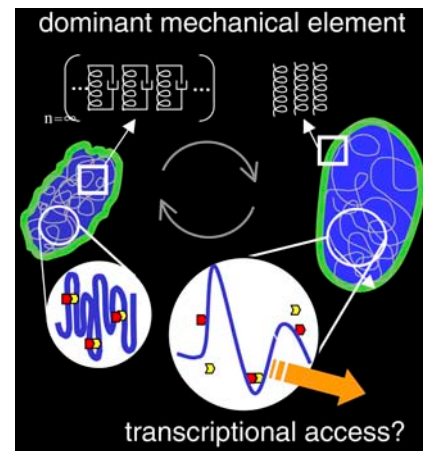 dominant mechanical element
... ...
n=∞
transcriptional access?